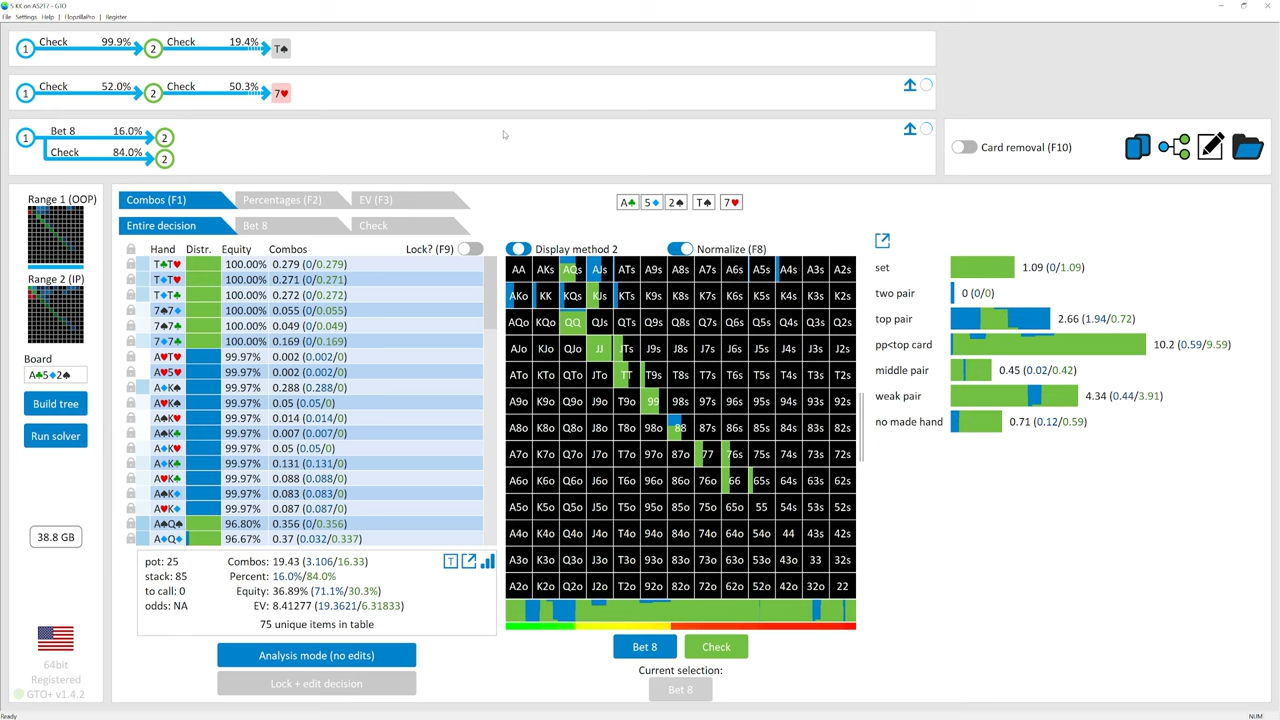 5 KK on A52T7 - GTO
File Settings Help | FlopzillaPro | Register
1 Check 99.9% 2 Check 19.4% T♠
1 Check 52.0% 2 Check 50.3% 7♥
1 Bet 8 16.0% 2
Check 84.0% 2
Card removal (F10)
Range 1 (OOP)
Range 2 (IP)
Board
A♣5♦2♠
Build tree
Run solver
38.8 GB
64bit
Registered
GTO+ v1.4.2
Combos (F1) Percentages (F2) EV (F3)
Entire decision Bet 8 Check
A♣ 5♦ 2♠ T♠ 7♥
Hand Distr. Equity Combos Lock? (F9)
T♣T♥ 100.00% 0.279 (0/0.279)
T♦T♥ 100.00% 0.271 (0/0.271)
T♦T♣ 100.00% 0.272 (0/0.272)
7♠7♦ 100.00% 0.055 (0/0.055)
7♠7♣ 100.00% 0.049 (0/0.049)
7♦7♣ 100.00% 0.169 (0/0.169)
A♥T♥ 99.97% 0.002 (0.002/0)
A♥5♥ 99.97% 0.002 (0.002/0)
A♦K♠ 99.97% 0.288 (0.288/0)
A♥K♠ 99.97% 0.05 (0.05/0)
A♠K♥ 99.97% 0.014 (0.014/0)
A♠K♣ 99.97% 0.007 (0.007/0)
A♦K♥ 99.97% 0.05 (0.05/0)
A♦K♣ 99.97% 0.131 (0.131/0)
A♥K♣ 99.97% 0.088 (0.088/0)
A♠K♦ 99.97% 0.083 (0.083/0)
A♥K♦ 99.97% 0.087 (0.087/0)
A♠Q♠ 96.80% 0.356 (0/0.356)
A♦Q♦ 96.67% 0.37 (0.032/0.337)
pot: 25 Combos: 19.43 (3.106/16.33)
stack: 85 Percent: 16.0%/84.0%
to call: 0 Equity: 36.89% (71.1%/30.3%)
odds: NA EV: 8.41277 (19.3621/6.31833)
75 unique items in table
Analysis mode (no edits)
Lock + edit decision
Display method 2 Normalize (F8)
AA AKs AQs AJs ATs A9s A8s A7s A6s A5s A4s A3s A2s
AKo KK KQs KJs KTs K9s K8s K7s K6s K5s K4s K3s K2s
AQo KQo QQ QJs QTs Q9s Q8s Q7s Q6s Q5s Q4s Q3s Q2s
AJo KJo QJo JJ JTs J9s J8s J7s J6s J5s J4s J3s J2s
ATo KTo QTo JTo TT T9s T8s T7s T6s T5s T4s T3s T2s
A9o K9o Q9o J9o T9o 99 98s 97s 96s 95s 94s 93s 92s
A8o K8o Q8o J8o T8o 98o 88 87s 86s 85s 84s 83s 82s
A7o K7o Q7o J7o T7o 97o 87o 77 76s 75s 74s 73s 72s
A6o K6o Q6o J6o T6o 96o 86o 76o 66 65s 64s 63s 62s
A5o K5o Q5o J5o T5o 95o 85o 75o 65o 55 54s 53s 52s
A4o K4o Q4o J4o T4o 94o 84o 74o 64o 54o 44 43s 42s
A3o K3o Q3o J3o T3o 93o 83o 73o 63o 53o 43o 33 32s
A2o K2o Q2o J2o T2o 92o 82o 72o 62o 52o 42o 32o 22
Bet 8 Check
Current selection:
Bet 8
set 1.09 (0/1.09)
two pair 0 (0/0)
top pair 2.66 (1.94/0.72)
pp<top card 10.2 (0.59/9.59)
middle pair 0.45 (0.02/0.42)
weak pair 4.34 (0.44/3.91)
no made hand 0.71 (0.12/0.59)
Ready NUM